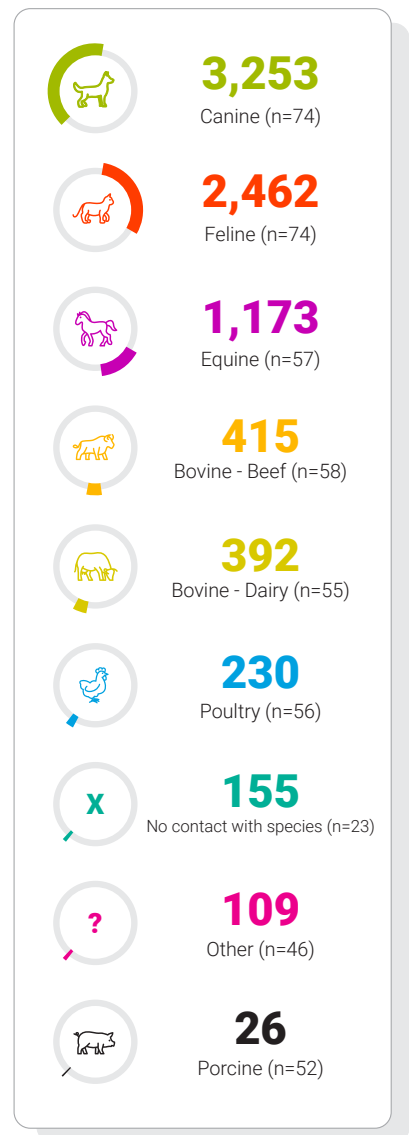 3,253
Canine (n=74)
2,462
Feline (n=74)
1,173
Equine (n=57)
415
Bovine - Beef (n=58)
392
Bovine - Dairy (n=55)
230
Poultry (n=56)
X
155
No contact with species (n=23)
?
109
Other (n=46)
26
Porcine (n=52)